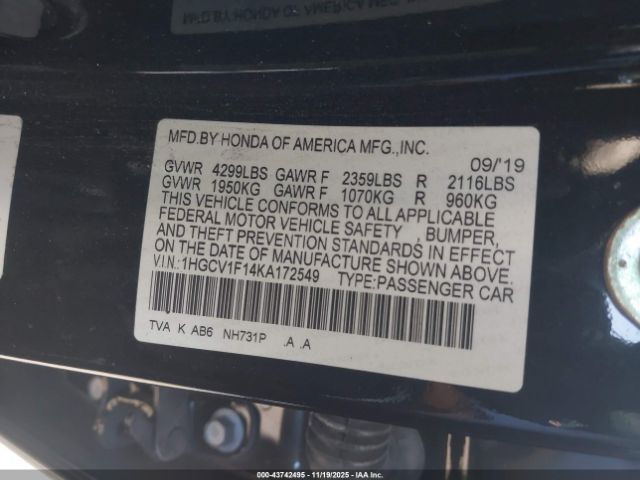 MFD.BY HONDA OF AMERICA MFG.,INC. 09/'19
GVWR 4299LBS GAWR F 2359LBS R 2116LBS
GVWR 1950KG GAWR F 1070KG R 960KG
THIS VEHICLE CONFORMS TO ALL APPLICABLE
FEDERAL MOTOR VEHICLE SAFETY , BUMPER,
AND THEFT PREVENTION STANDARDS IN EFFECT
ON THE DATE OF MANUFACTURE SHOWN ABOVE.
V.I.N.:1HGCV1F14KA172549 TYPE:PASSENGER CAR
TVA K AB6 NH731P .A .A
000-43742495 - 11/19/2025 - IAAI.COM